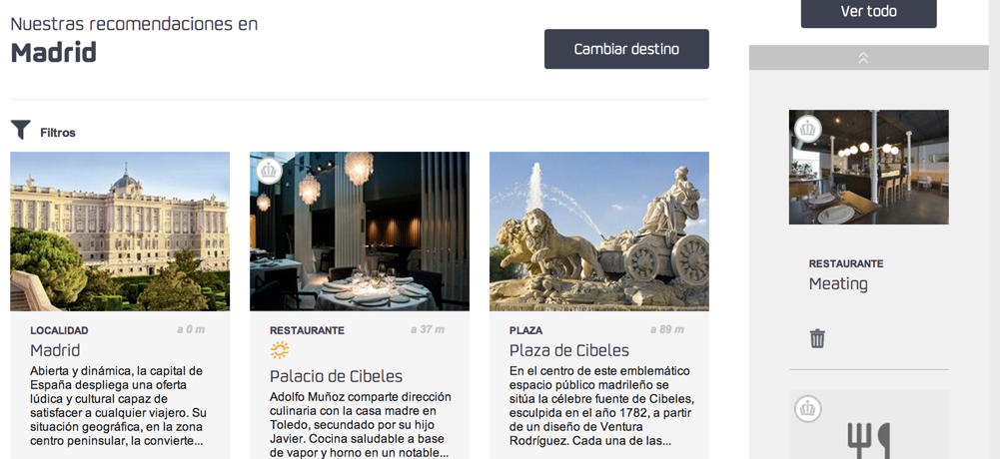 Nuestras recomendaciones en
Madrid
Cambiar destino
Filtros
LOCALIDAD
a 0 m
Madrid
Abierta y dinámica, la capital de
España despliega una oferta
lúdica y cultural capaz de
satisfacer a cualquier viajero. Su
situación geográfica, en la zona
centro peninsular, la convierte...
RESTAURANTE
a 37 m
Palacio de Cibeles
Adolfo Muñoz comparte dirección
culinaria con la casa madre en
Toledo, secundado por su hijo
Javier. Cocina saludable a base
de vapor y horno en un notable...
PLAZA
a 89 m
Plaza de Cibeles
En el centro de este emblemático
espacio público madrileño se
sitúa la célebre fuente de Cibeles,
esculpida en el año 1782, a partir
de un diseño de Ventura
Rodríguez. Cada una de las...
Ver todo
RESTAURANTE
Meating